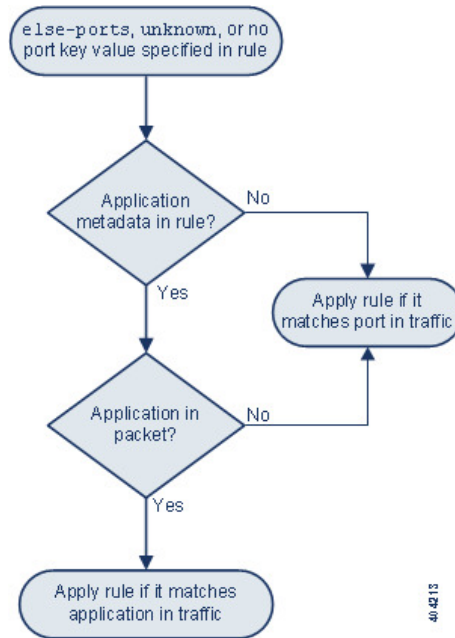 else-ports, unknown, or no
port key value specified in rule
Application
metadata in rule?
No
Yes
Apply rule if it
matches port in traffic
Application in
packet?
No
Yes
Apply rule if it matches
application in traffic
404213